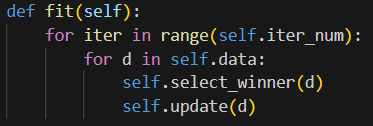 def fit(self):
    for iter in range(self.iter_num):
        for d in self.data:
            self.select_winner(d)
            self.update(d)